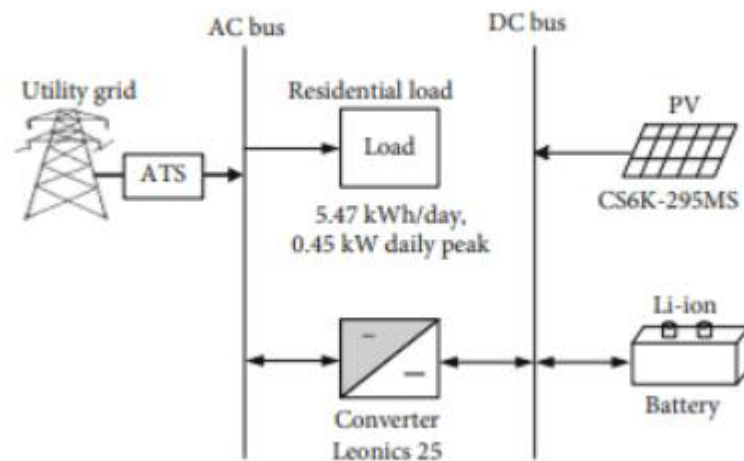 AC bus
DC bus
Utility grid
ATS
Residential load
Load
5.47 kWh/day,
0.45 kW daily peak
PV
CS6K-295MS
Converter
Leonics 25
Li-ion
Battery